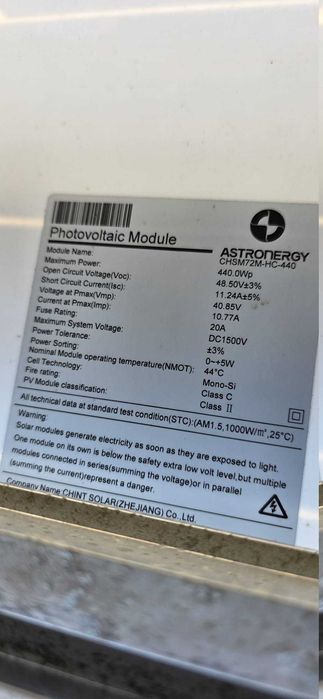 Photovoltaic Module
ASTRONERGY
Module Name: CHSM72M-HC-440
Maximum Power: 440.0Wp
Open Circuit Voltage(Voc): 48.50V±3%
Short Circuit Current(Isc): 11.24A±5%
Voltage at Pmax(Vmp): 40.85V
Current at Pmax(Imp): 10.77A
Fuse Rating: 20A
Maximum System Voltage: DC1500V
Power Tolerance: ±3%
Power Sorting: 0~+5W
Nominal Module operating temperature(NMOT): 44℃
Cell Technology: Mono-Si
Fire rating: Class C
PV Module classification: Class II
All technical data at standard test condition(STC):(AM1.5,1000W/m²,25°C)
Warning:
Solar modules generate electricity as soon as they are exposed to light.
One module on its own is below the safety extra low volt level,but multiple
modules connected in series(summing the voltage)or in parallel
(summing the current)represent a danger.
Company Name:CHINT SOLAR(ZHEJIANG) Co.,Ltd.